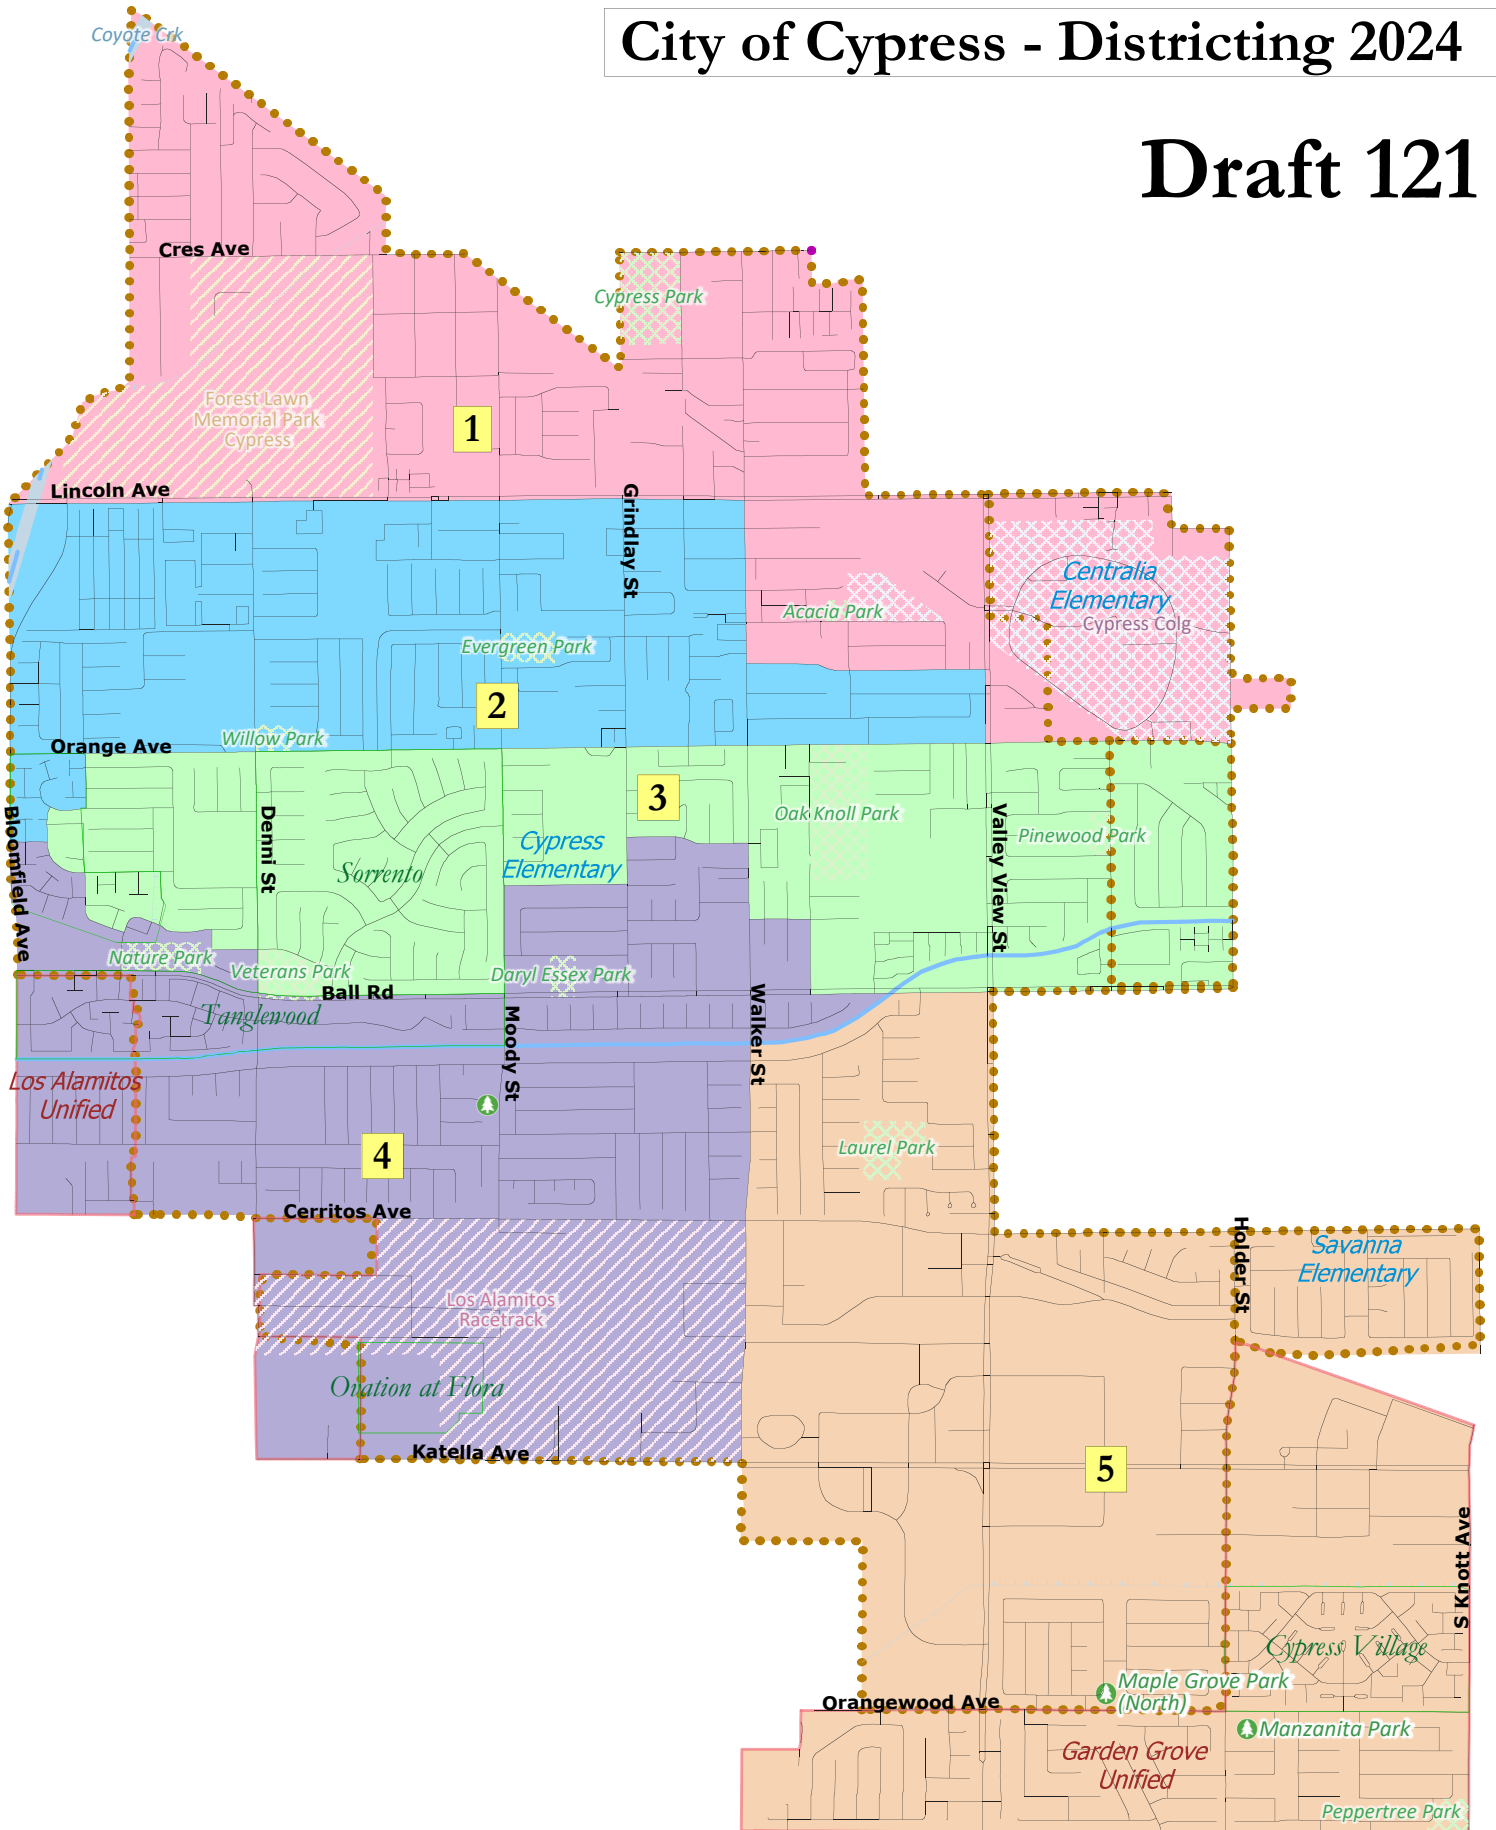 City of Cypress - Districting 2024
Draft 121
Coyote Crk
Cres Ave
Cypress Park
Forest Lawn
Memorial Park
Cypress
1
Lincoln Ave
Grindlay St
Centralia
Elementary
Acacia Park
Cypress Colg
Evergreen Park
2
Willow Park
Orange Ave
3
Bloomfield Ave
Denni St
Oak Knoll Park
Valley View St
Pinewood Park
Cypress
Elementary
Sorrento
Nature Park
Veterans Park
Daryl Essex Park
Ball Rd
Tanglewood
Moody St
Walker St
Los Alamitos
Unified
4
Laurel Park
Cerritos Ave
Holder St
Savanna
Elementary
Los Alamitos
Racetrack
Ovation at Flora
Katella Ave
5
S Knott Ave
Cypress Village
Maple Grove Park
(North)
Orangewood Ave
Manzanita Park
Garden Grove
Unified
Peppertree Park